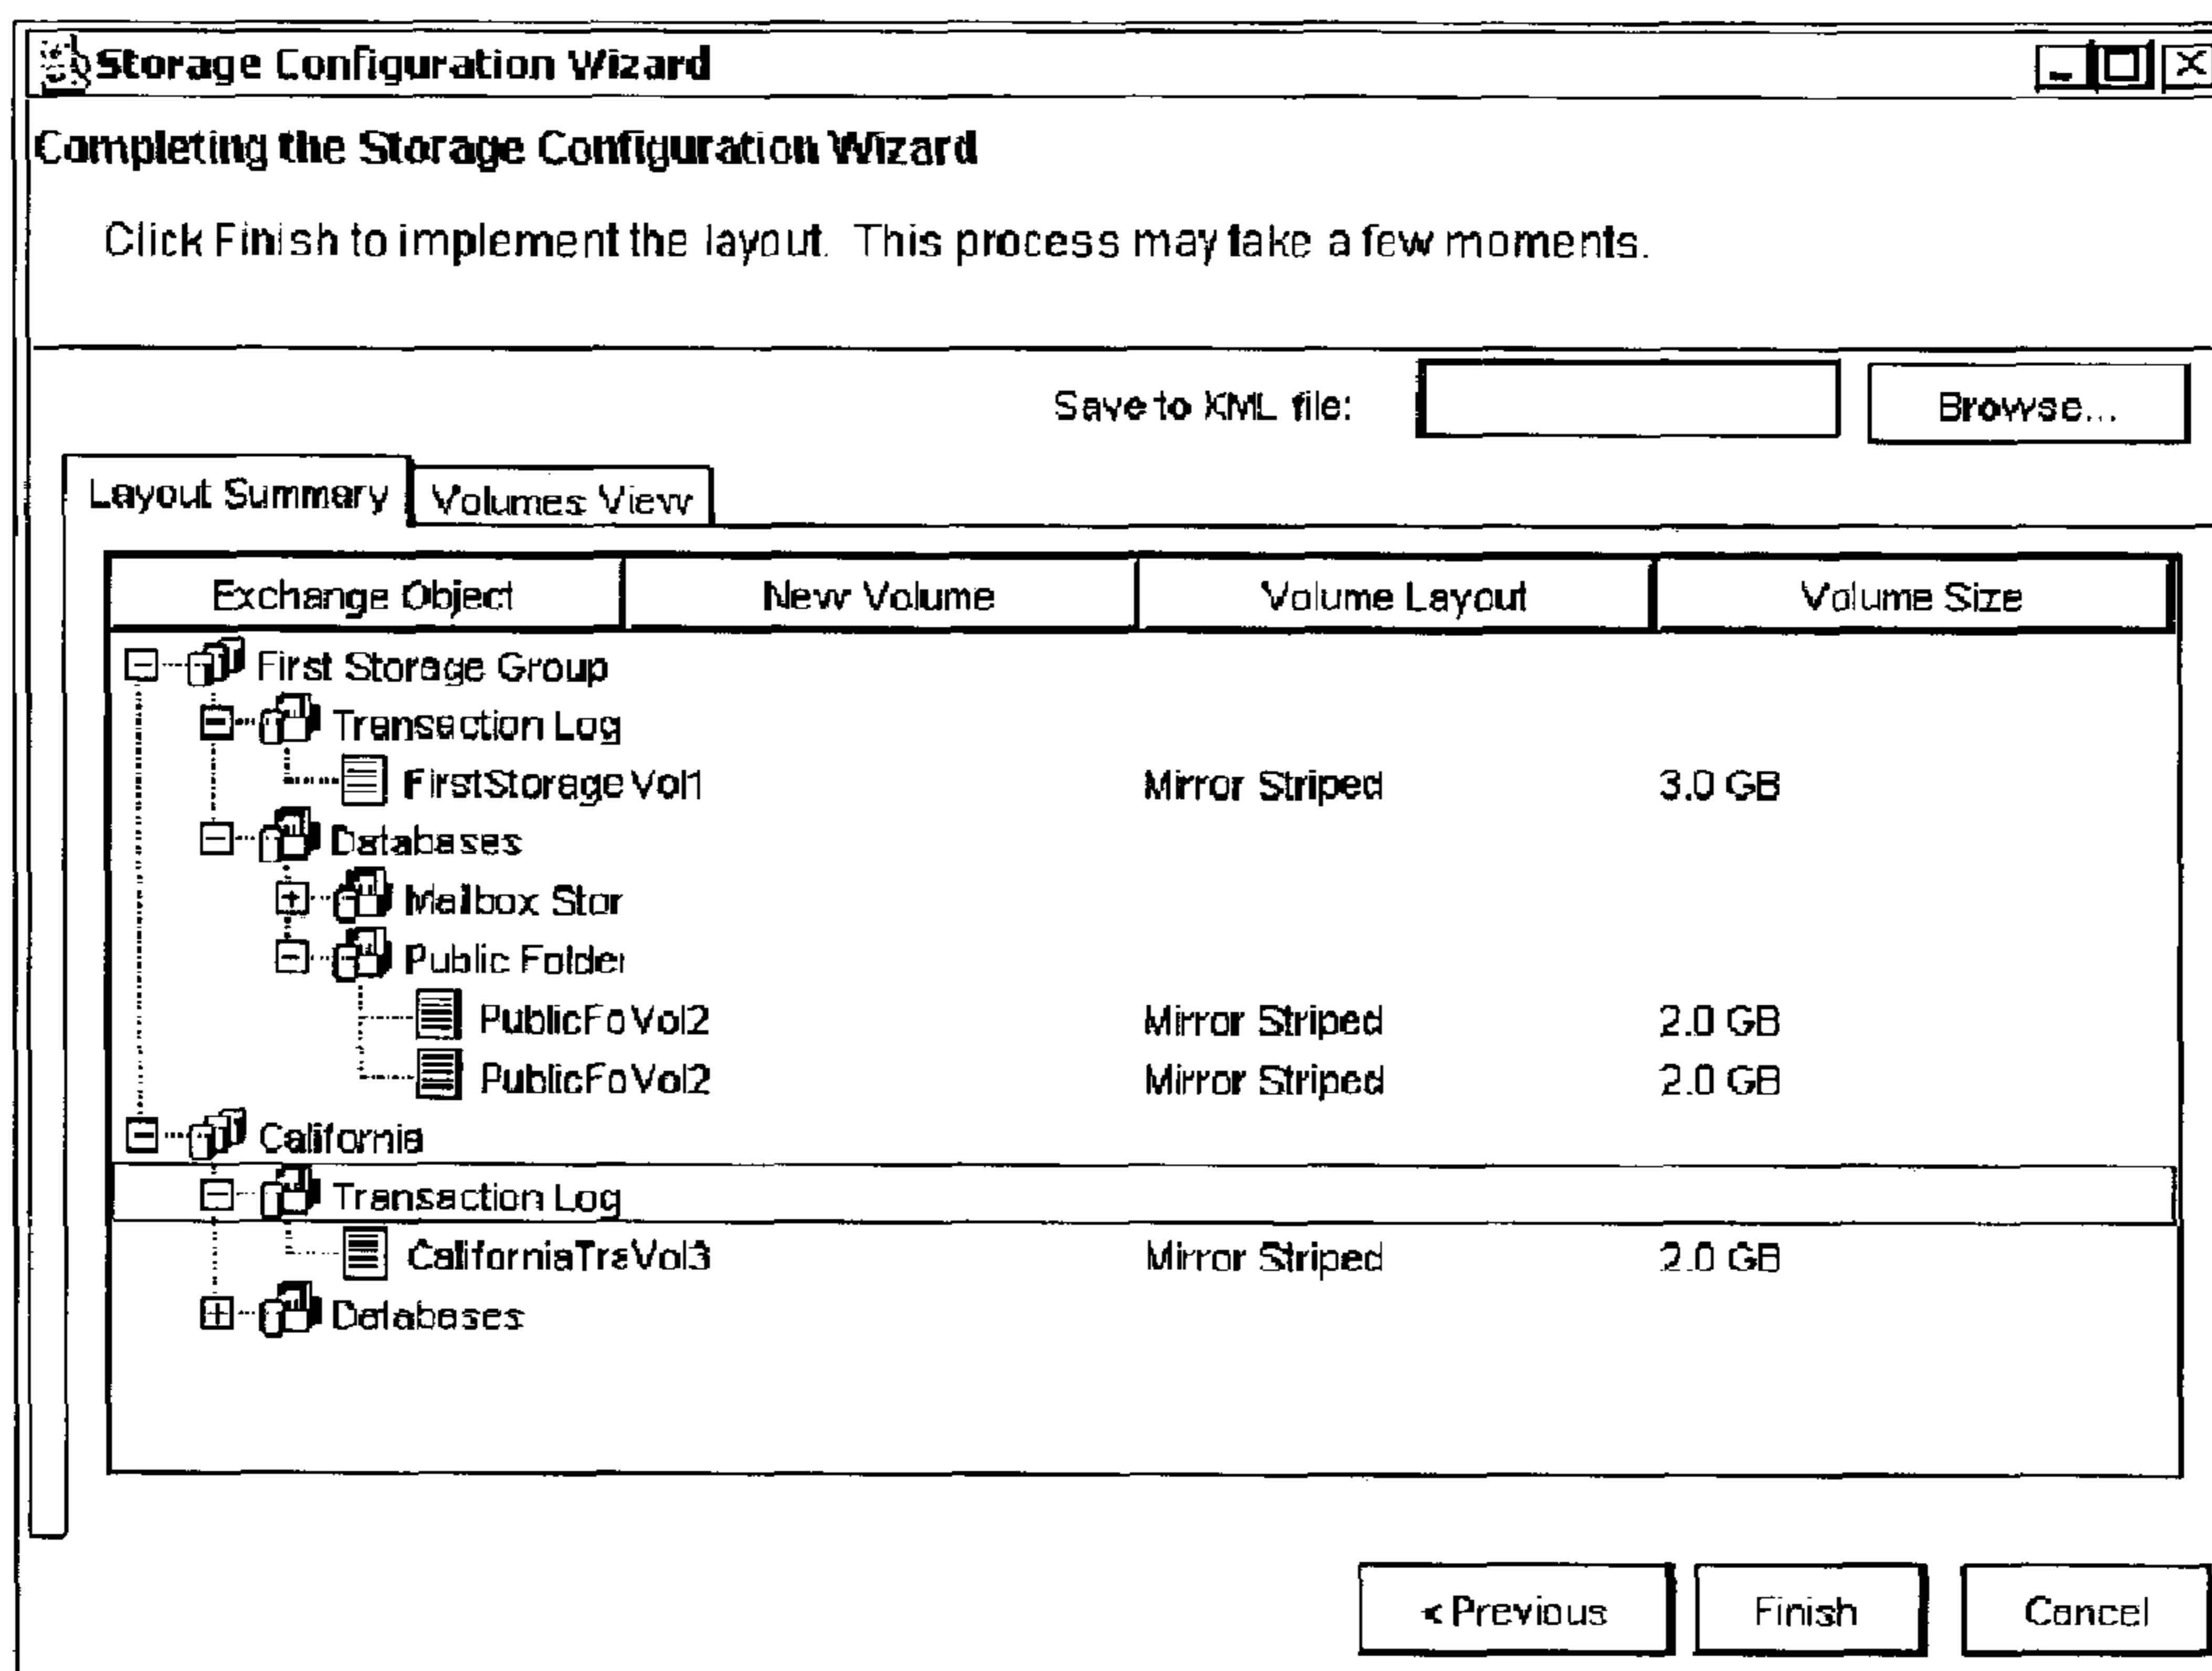 Storage Configuration Wizard
Completing the Storage Configuration Wizard
Click Finish to implement the layout. This process may take a few moments.
Save to XML file: Browse...
Layout Summary Volumes View
Exchange Object New Volume Volume Layout Volume Size
First Storage Group
Transaction Log
FirstStorageVol1 Mirror Striped 3.0 GB
Databases
Mailbox Stor
Public Folder
PublicFoVol2 Mirror Striped 2.0 GB
PublicFoVol2 Mirror Striped 2.0 GB
California
Transaction Log
CaliforniaTraVol3 Mirror Striped 2.0 GB
Databases
< Previous Finish Cancel